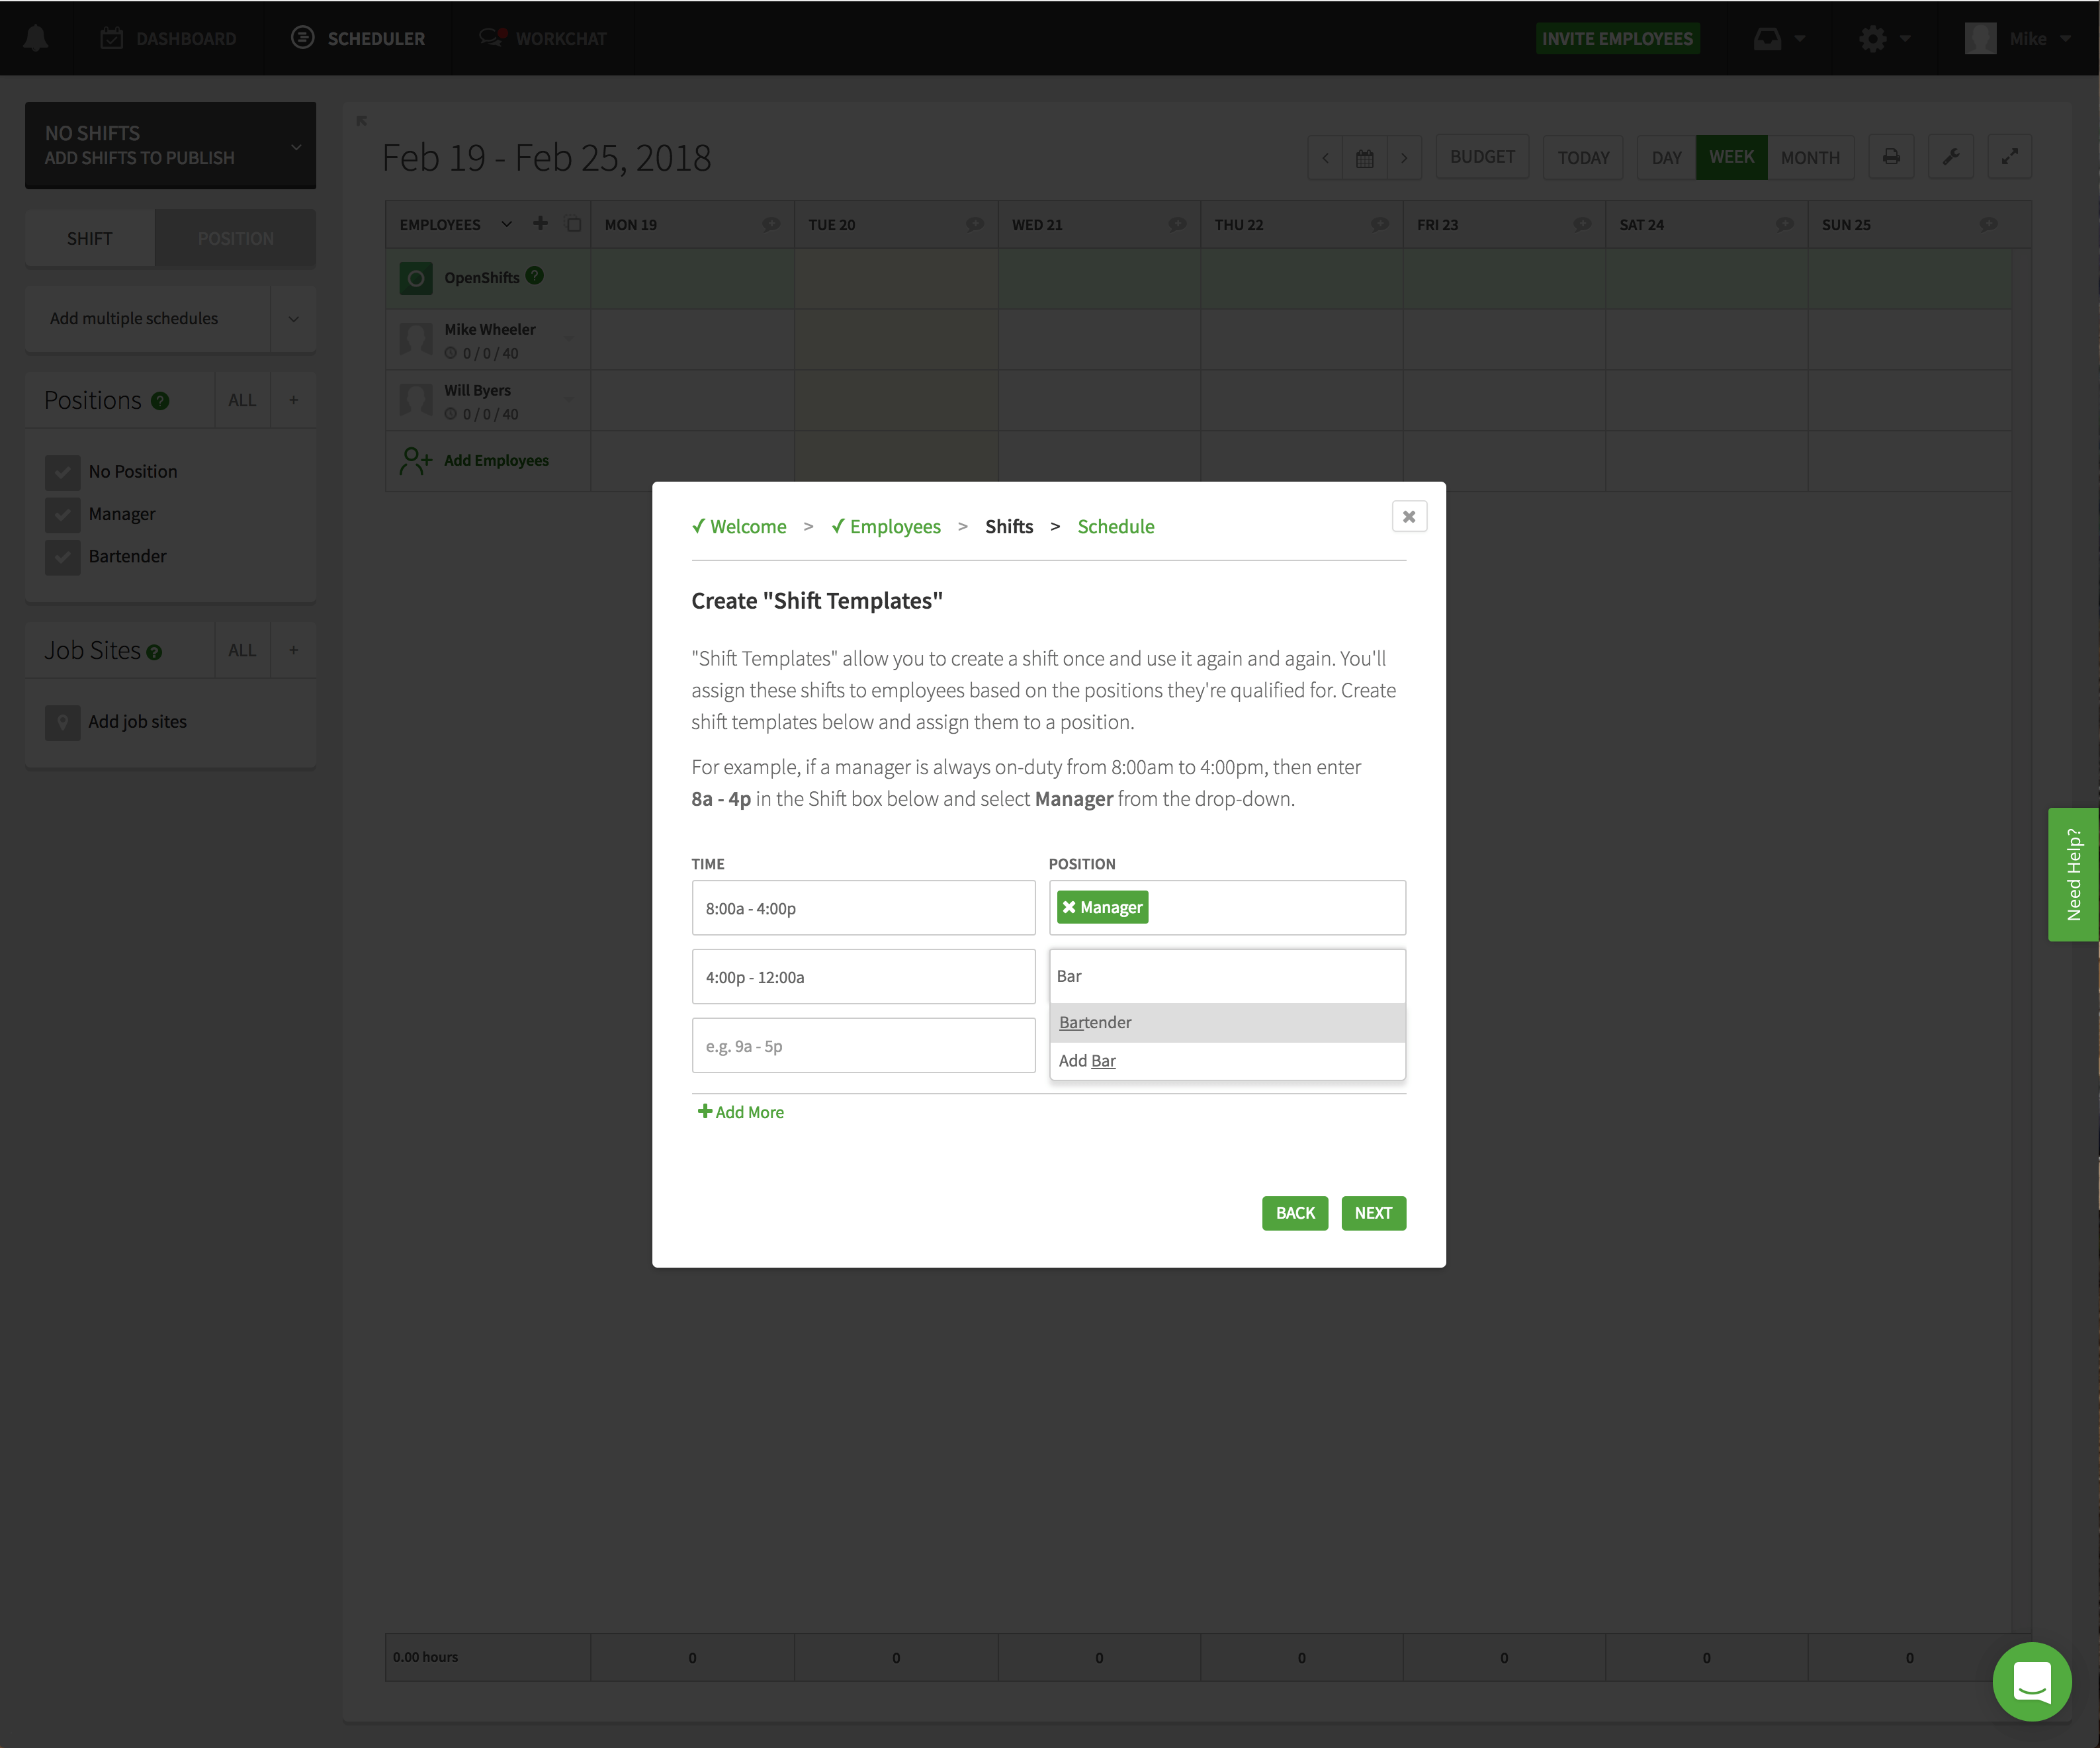 DASHBOARD
SCHEDULER
WORKCHAT
INVITE EMPLOYEES
Mike
NO SHIFTS
ADD SHIFTS TO PUBLISH
SHIFT
POSITION
Add multiple schedules
Positions
?
ALL
+
No Position
Manager
Bartender
Job Sites
?
ALL
+
Add job sites
Feb 19 - Feb 25, 2018
BUDGET
TODAY
DAY
WEEK
MONTH
EMPLOYEES
MON 19
TUE 20
WED 21
THU 22
FRI 23
SAT 24
SUN 25
OpenShifts
?
Mike Wheeler
0 / 0 / 40
Will Byers
0 / 0 / 40
Add Employees
✓ Welcome > ✓ Employees > Shifts > Schedule
Create "Shift Templates"
"Shift Templates" allow you to create a shift once and use it again and again. You'll
assign these shifts to employees based on the positions they're qualified for. Create
shift templates below and assign them to a position.
For example, if a manager is always on-duty from 8:00am to 4:00pm, then enter
8a - 4p in the Shift box below and select Manager from the drop-down.
TIME
POSITION
8:00a - 4:00p
Manager
4:00p - 12:00a
Bar
Bartender
Add Bar
e.g. 9a - 5p
Add More
BACK
NEXT
Need Help?
0.00 hours
0
0
0
0
0
0
0